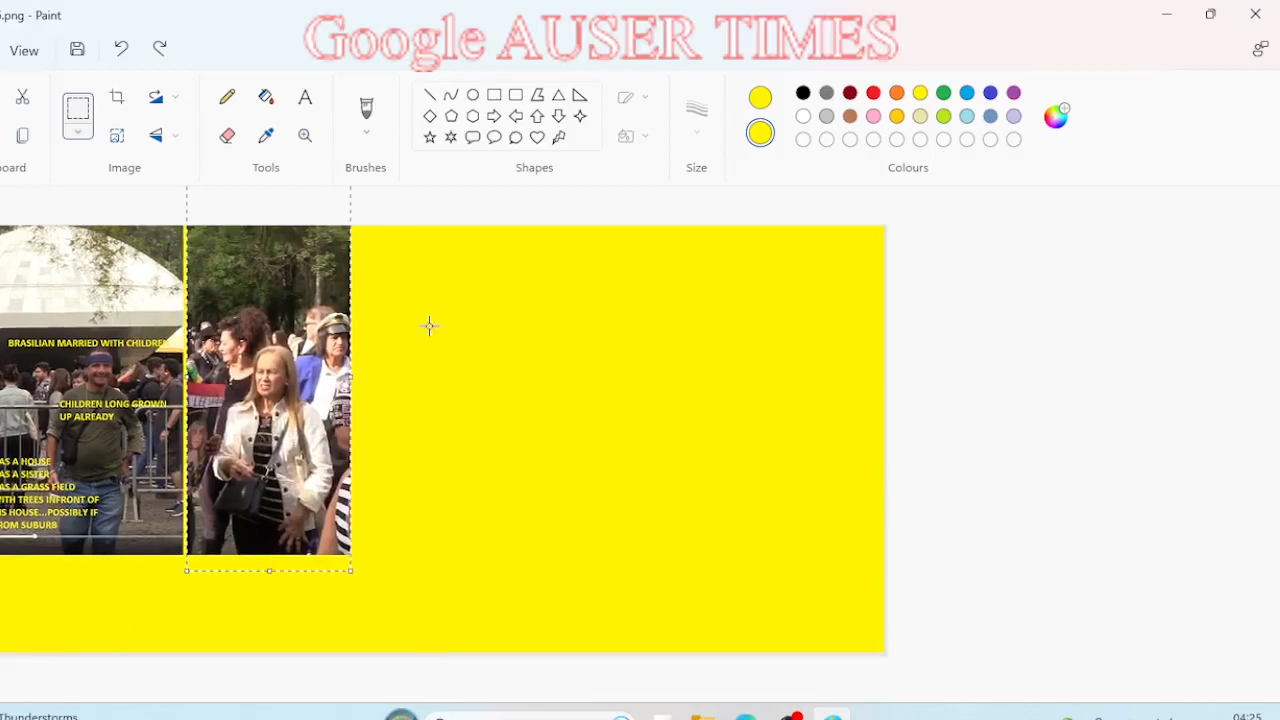 .png - Paint
Google AUSER TIMES
View
Image
Tools
Brushes
Shapes
Size
Colours
BRASILIAN MARRIED WITH CHILDREN
CHILDREN LONG GROWN
UP ALREADY
AS A HOUSE
AS A SISTER
AS A GRASS FIELD
ITH TREES INFRONT OF
IS HOUSE...POSSIBLY IF
ROM SUBURB
Thunderstorms
04:25